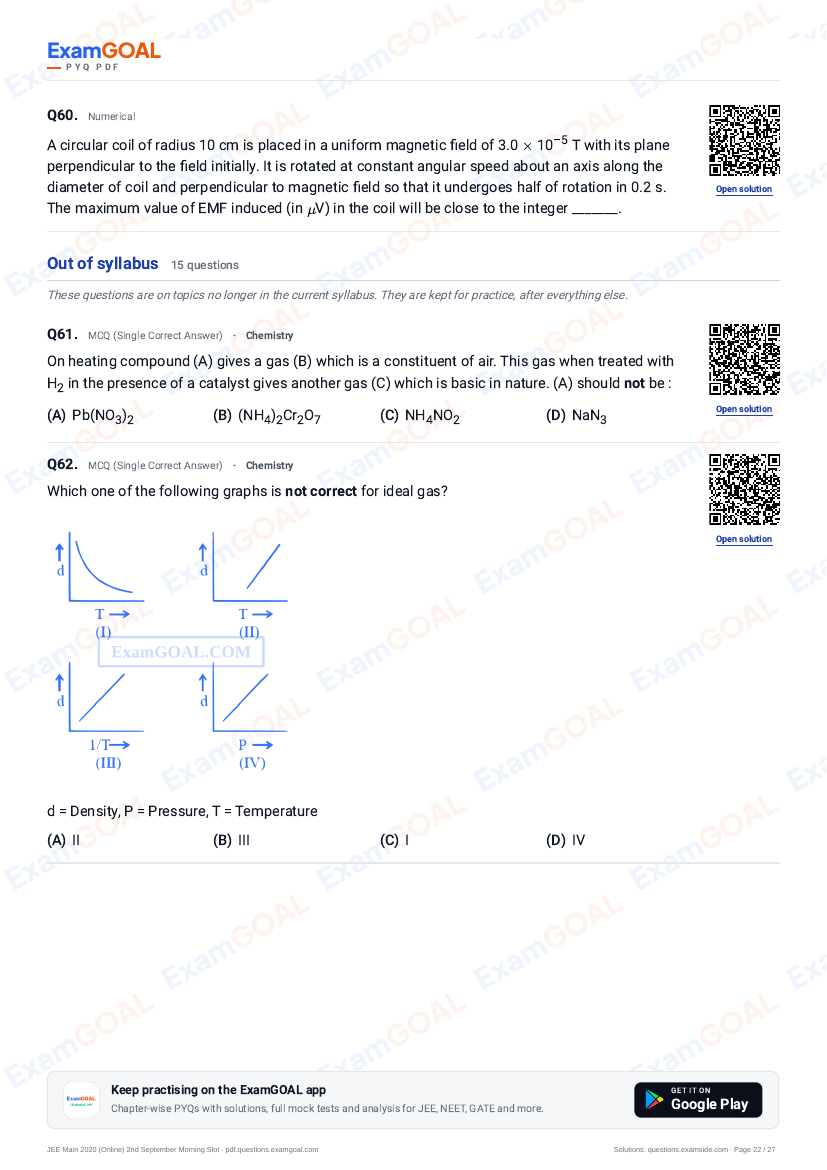 ExamGOAL
PYQ PDF
Q60. Numerical
A circular coil of radius 10 cm is placed in a uniform magnetic field of 3.0 × 10⁻⁵ T with its plane
perpendicular to the field initially. It is rotated at constant angular speed about an axis along the
diameter of coil and perpendicular to magnetic field so that it undergoes half of rotation in 0.2 s.
The maximum value of EMF induced (in μV) in the coil will be close to the integer ______.
Open solution
Out of syllabus 15 questions
These questions are on topics no longer in the current syllabus. They are kept for practice, after everything else.
Q61. MCQ (Single Correct Answer) · Chemistry
On heating compound (A) gives a gas (B) which is a constituent of air. This gas when treated with
H₂ in the presence of a catalyst gives another gas (C) which is basic in nature. (A) should not be :
(A) Pb(NO₃)₂ (B) (NH₄)₂Cr₂O₇ (C) NH₄NO₂ (D) NaN₃
Open solution
Q62. MCQ (Single Correct Answer) · Chemistry
Which one of the following graphs is not correct for ideal gas?
Open solution
d d
T → T →
(I) (II)
ExamGOAL.COM
d d
1/T→ P →
(III) (IV)
d = Density, P = Pressure, T = Temperature
(A) II (B) III (C) I (D) IV
Keep practising on the ExamGOAL app
Chapter-wise PYQs with solutions, full mock tests and analysis for JEE, NEET, GATE and more.
GET IT ON
Google Play
JEE Main 2020 (Online) 2nd September Morning Slot · pdf.questions.examgoal.com Solutions: questions.examside.com · Page 22 / 27